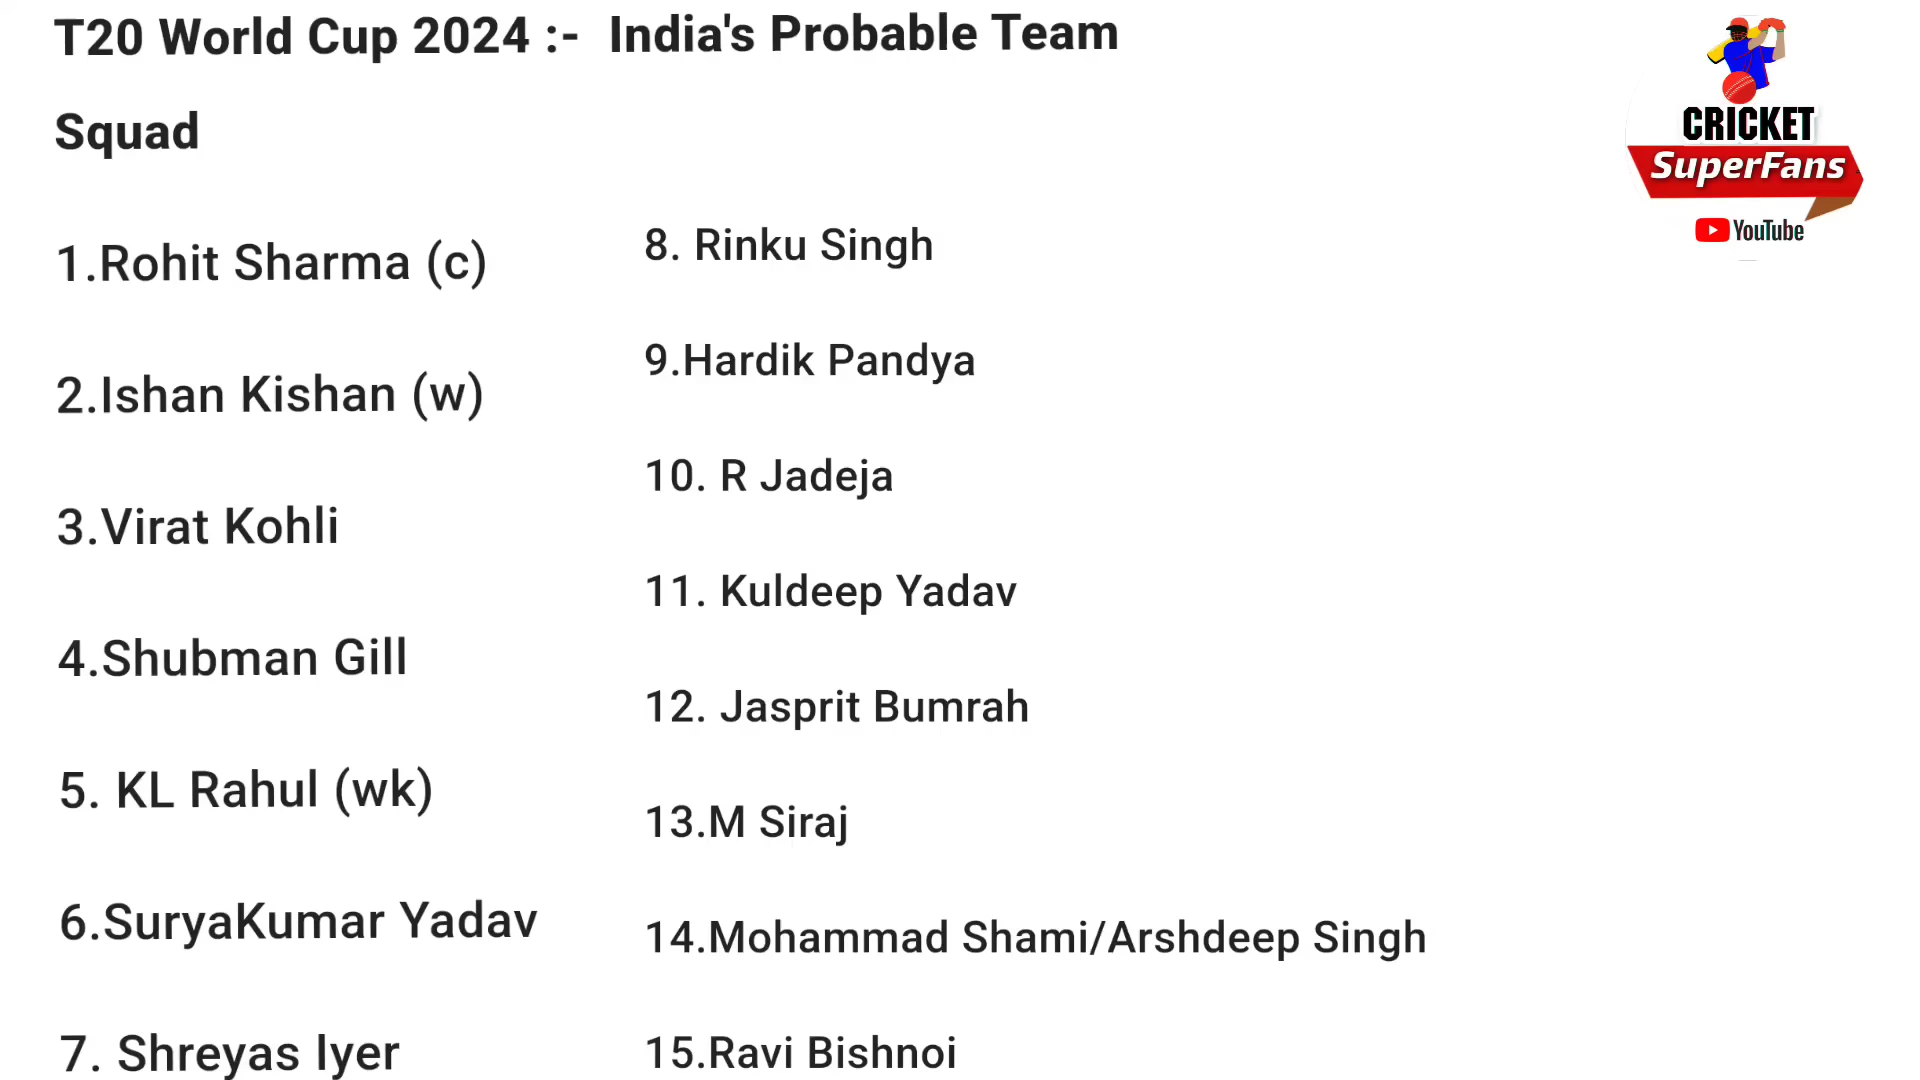 T20 World Cup 2024 :- India's Probable Team
Squad
1.Rohit Sharma (c)
2.Ishan Kishan (w)
3.Virat Kohli
4.Shubman Gill
5. KL Rahul (wk)
6.SuryaKumar Yadav
7. Shreyas Iyer
8. Rinku Singh
9.Hardik Pandya
10. R Jadeja
11. Kuldeep Yadav
12. Jasprit Bumrah
13.M Siraj
14.Mohammad Shami/Arshdeep Singh
15.Ravi Bishnoi
CRICKET
SuperFans
YouTube